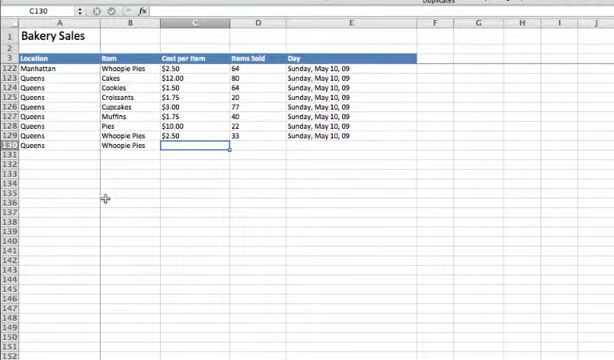 Duplicates
C130 fx
A B C D E F G H I J
1 Bakery Sales
2
3 Location Item Cost per Item Items Sold Day
122 Manhattan Whoopie Pies $2.50 64 Sunday, May 10, 09
123 Queens Cakes $12.00 80 Sunday, May 10, 09
124 Queens Cookies $1.50 64 Sunday, May 10, 09
125 Queens Croissants $1.75 20 Sunday, May 10, 09
126 Queens Cupcakes $3.00 77 Sunday, May 10, 09
127 Queens Muffins $1.75 40 Sunday, May 10, 09
128 Queens Pies $10.00 22 Sunday, May 10, 09
129 Queens Whoopie Pies $2.50 33 Sunday, May 10, 09
130 Queens Whoopie Pies
131
132
133
134
135
136
137
138
139
140
141
142
143
144
145
146
147
148
149
150
151
152